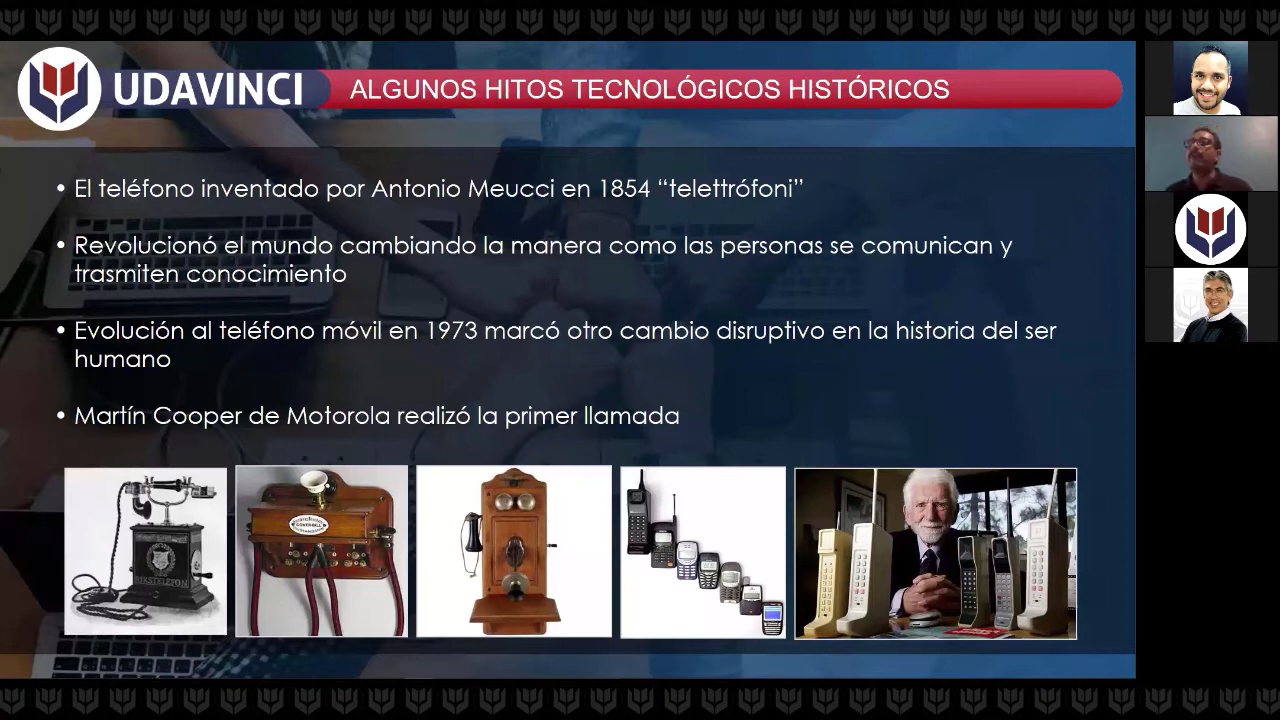 UDAVINCI
ALGUNOS HITOS TECNOLÓGICOS HISTÓRICOS
• El teléfono inventado por Antonio Meucci en 1854 “telettrófoni”
• Revolucionó el mundo cambiando la manera como las personas se comunican y
trasmiten conocimiento
• Evolución al teléfono móvil en 1973 marcó otro cambio disruptivo en la historia del ser
humano
• Martín Cooper de Motorola realizó la primer llamada
RIKSTELEFON